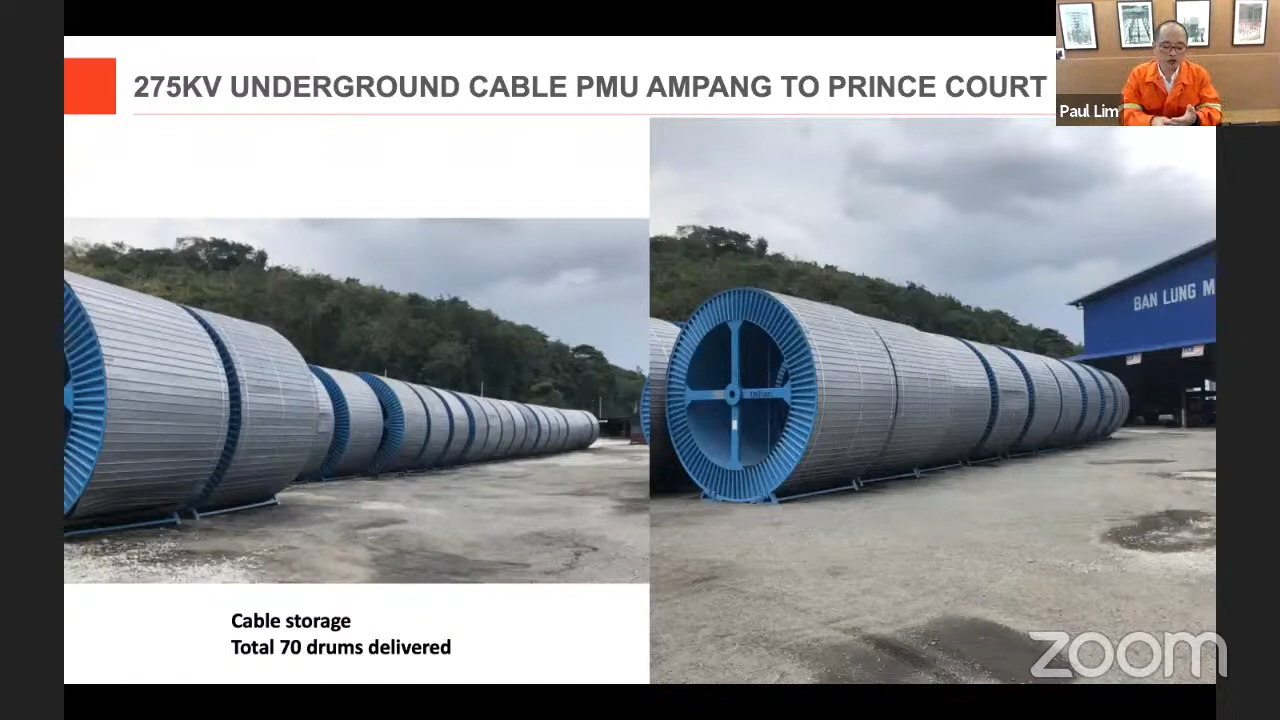 275KV UNDERGROUND CABLE PMU AMPANG TO PRINCE COURT
Paul Lim
BAN LUNG M
Cable storage
Total 70 drums delivered
zoom